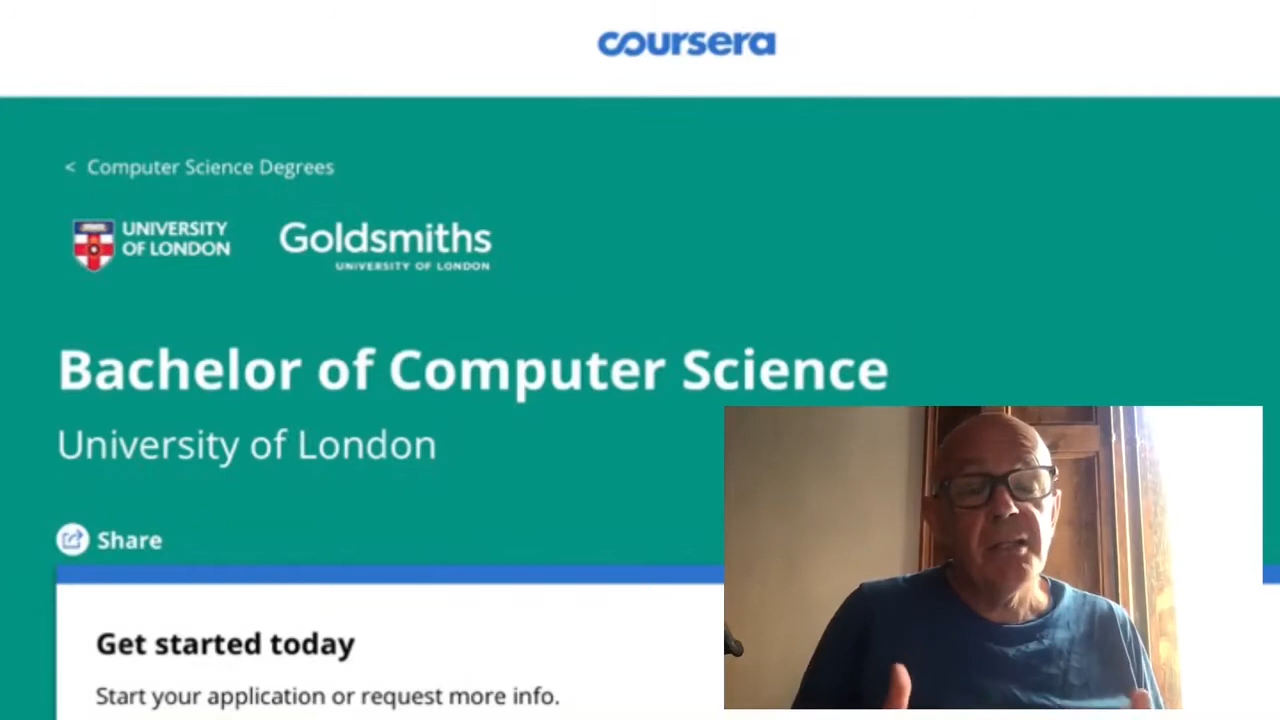 coursera
< Computer Science Degrees
UNIVERSITY
OF LONDON
Goldsmiths
UNIVERSITY OF LONDON
Bachelor of Computer Science
University of London
Share
Get started today
Start your application or request more info.